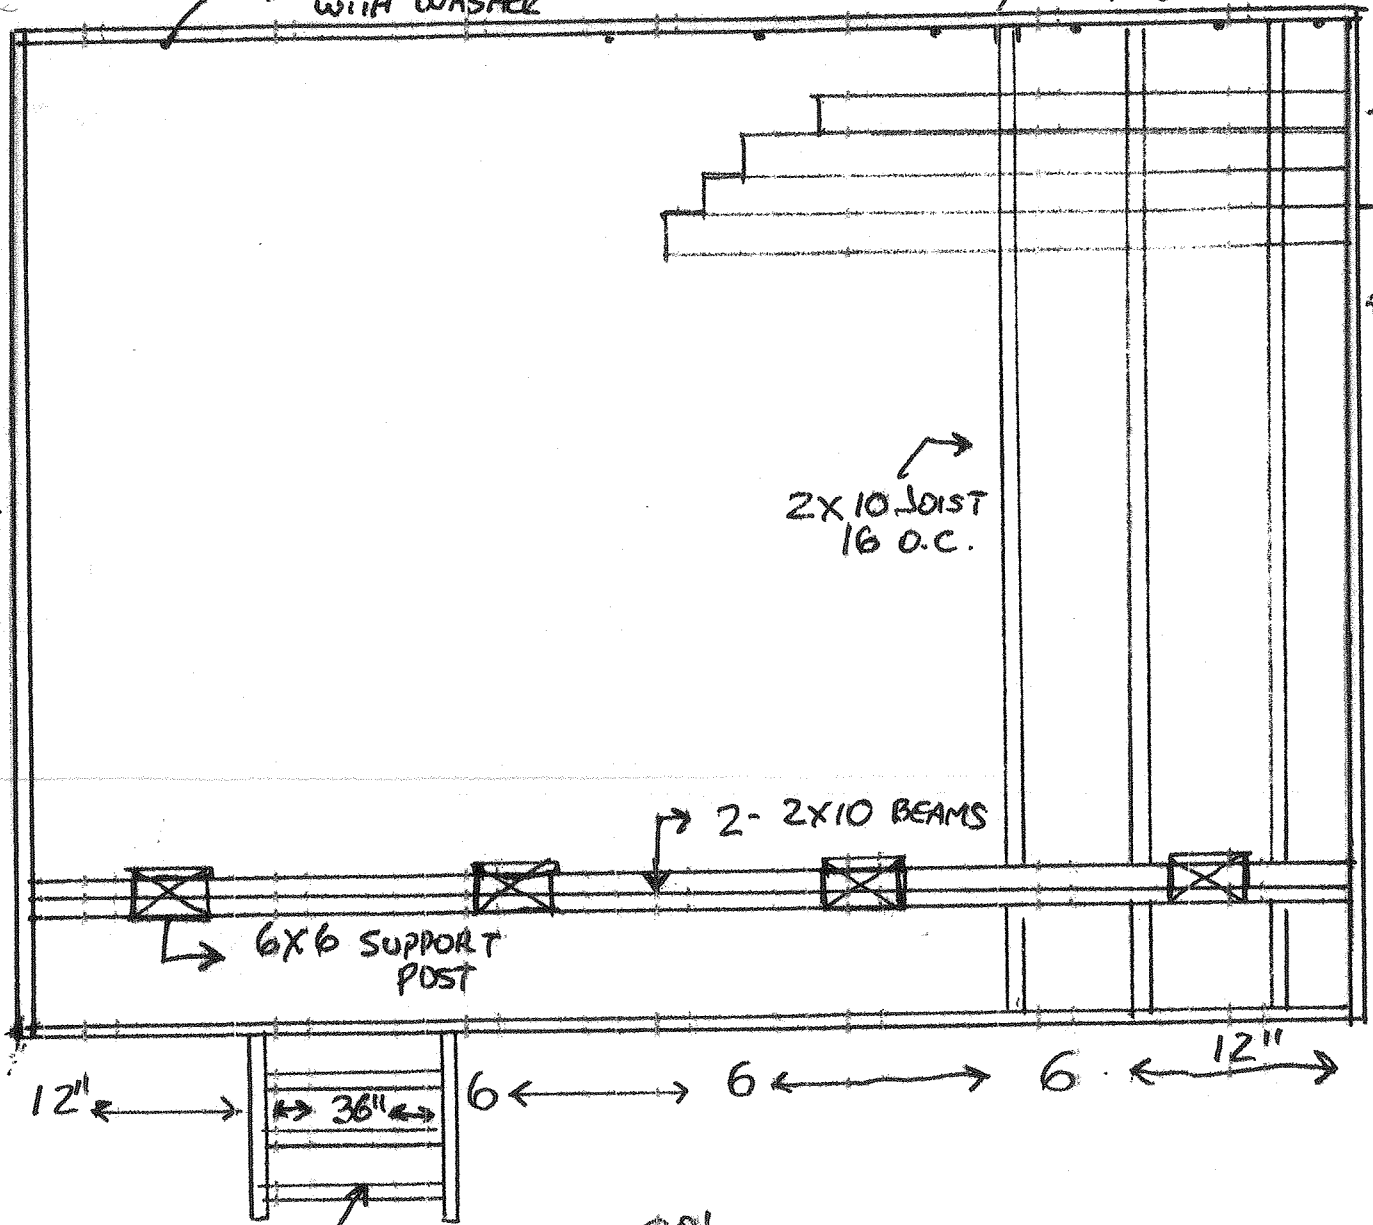 WITH WASHER
2X10 JOIST
16 O.C.
2- 2X10 BEAMS
6X6 SUPPORT
POST
12" 36" 6 6 6 12"